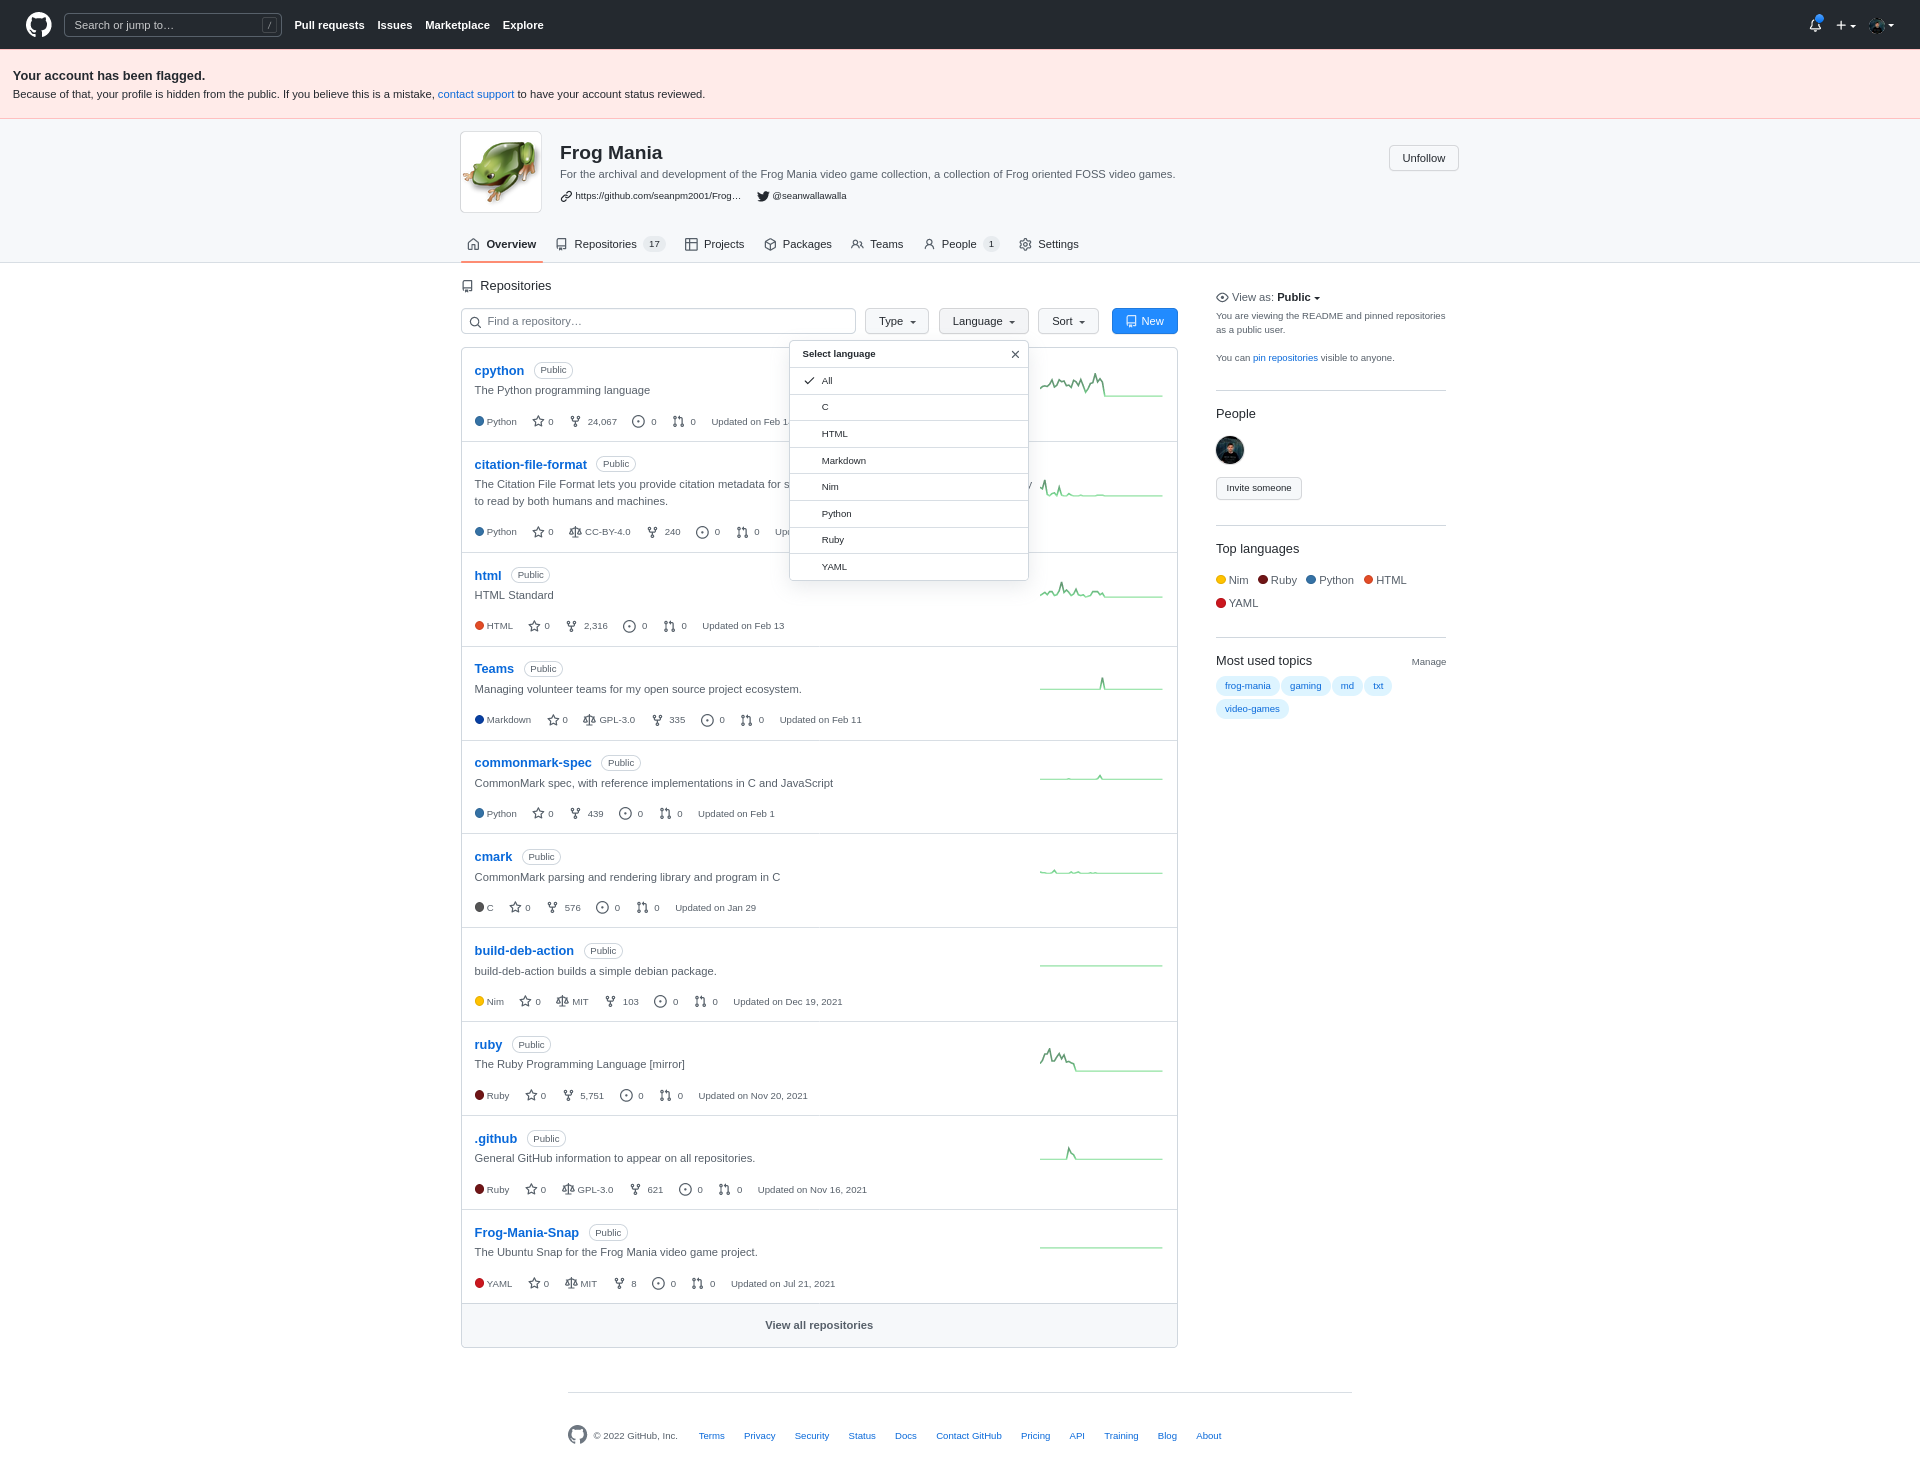 Search or jump to…
/
Pull requests
Issues
Marketplace
Explore
Your account has been flagged.
Because of that, your profile is hidden from the public. If you believe this is a mistake, contact support to have your account status reviewed.
Frog Mania
Unfollow
For the archival and development of the Frog Mania video game collection, a collection of Frog oriented FOSS video games.
https://github.com/seanpm2001/Frog…
@seanwallawalla
Overview
Repositories 17
Projects
Packages
Teams
People 1
Settings
Repositories
Find a repository…
Type
Language
Sort
New
Select language
All
C
HTML
Markdown
Nim
Python
Ruby
YAML
cpython Public
The Python programming language
Python 0 24,067 0 0 Updated on Feb
citation-file-format Public
The Citation File Format lets you provide citation metadata for
to read by both humans and machines.
Python 0 CC-BY-4.0 240 0 0
html Public
HTML Standard
HTML 0 2,316 0 0 Updated on Feb 13
Teams Public
Managing volunteer teams for my open source project ecosystem.
Markdown 0 GPL-3.0 335 0 0 Updated on Feb 11
commonmark-spec Public
CommonMark spec, with reference implementations in C and JavaScript
Python 0 439 0 0 Updated on Feb 1
cmark Public
CommonMark parsing and rendering library and program in C
C 0 576 0 0 Updated on Jan 29
build-deb-action Public
build-deb-action builds a simple debian package.
Nim 0 MIT 103 0 0 Updated on Dec 19, 2021
ruby Public
The Ruby Programming Language [mirror]
Ruby 0 5,751 0 0 Updated on Nov 20, 2021
.github Public
General GitHub information to appear on all repositories.
Ruby 0 GPL-3.0 621 0 0 Updated on Nov 16, 2021
Frog-Mania-Snap Public
The Ubuntu Snap for the Frog Mania video game project.
YAML 0 MIT 8 0 0 Updated on Jul 21, 2021
View all repositories
View as: Public
You are viewing the README and pinned repositories
as a public user.
You can pin repositories visible to anyone.
People
Invite someone
Top languages
Nim Ruby Python HTML
YAML
Most used topics
Manage
frog-mania gaming md txt
video-games
© 2022 GitHub, Inc.
Terms
Privacy
Security
Status
Docs
Contact GitHub
Pricing
API
Training
Blog
About